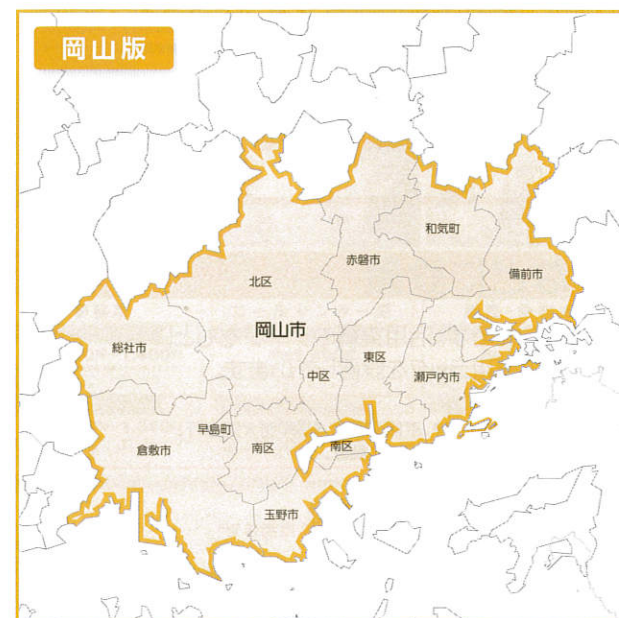 岡山版
和気町
赤磐市
備前市
北区
岡山市
総社市
東区
中区
瀬戸内市
早島町
倉敷市
南区
南区
玉野市